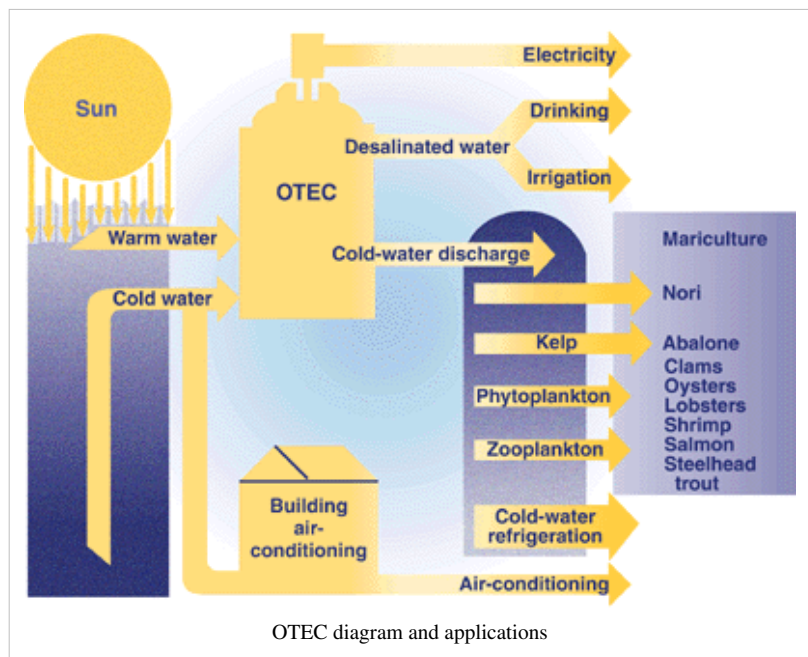 Electricity
Sun
Drinking
Desalinated water
Irrigation
OTEC
Warm water
Cold-water discharge
Mariculture
Cold water
Nori
Kelp
Abalone
Clams
Oysters
Lobsters
Shrimp
Salmon
Steelhead
trout
Phytoplankton
Zooplankton
Building
air-
conditioning
Cold-water
refrigeration
Air-conditioning
OTEC diagram and applications